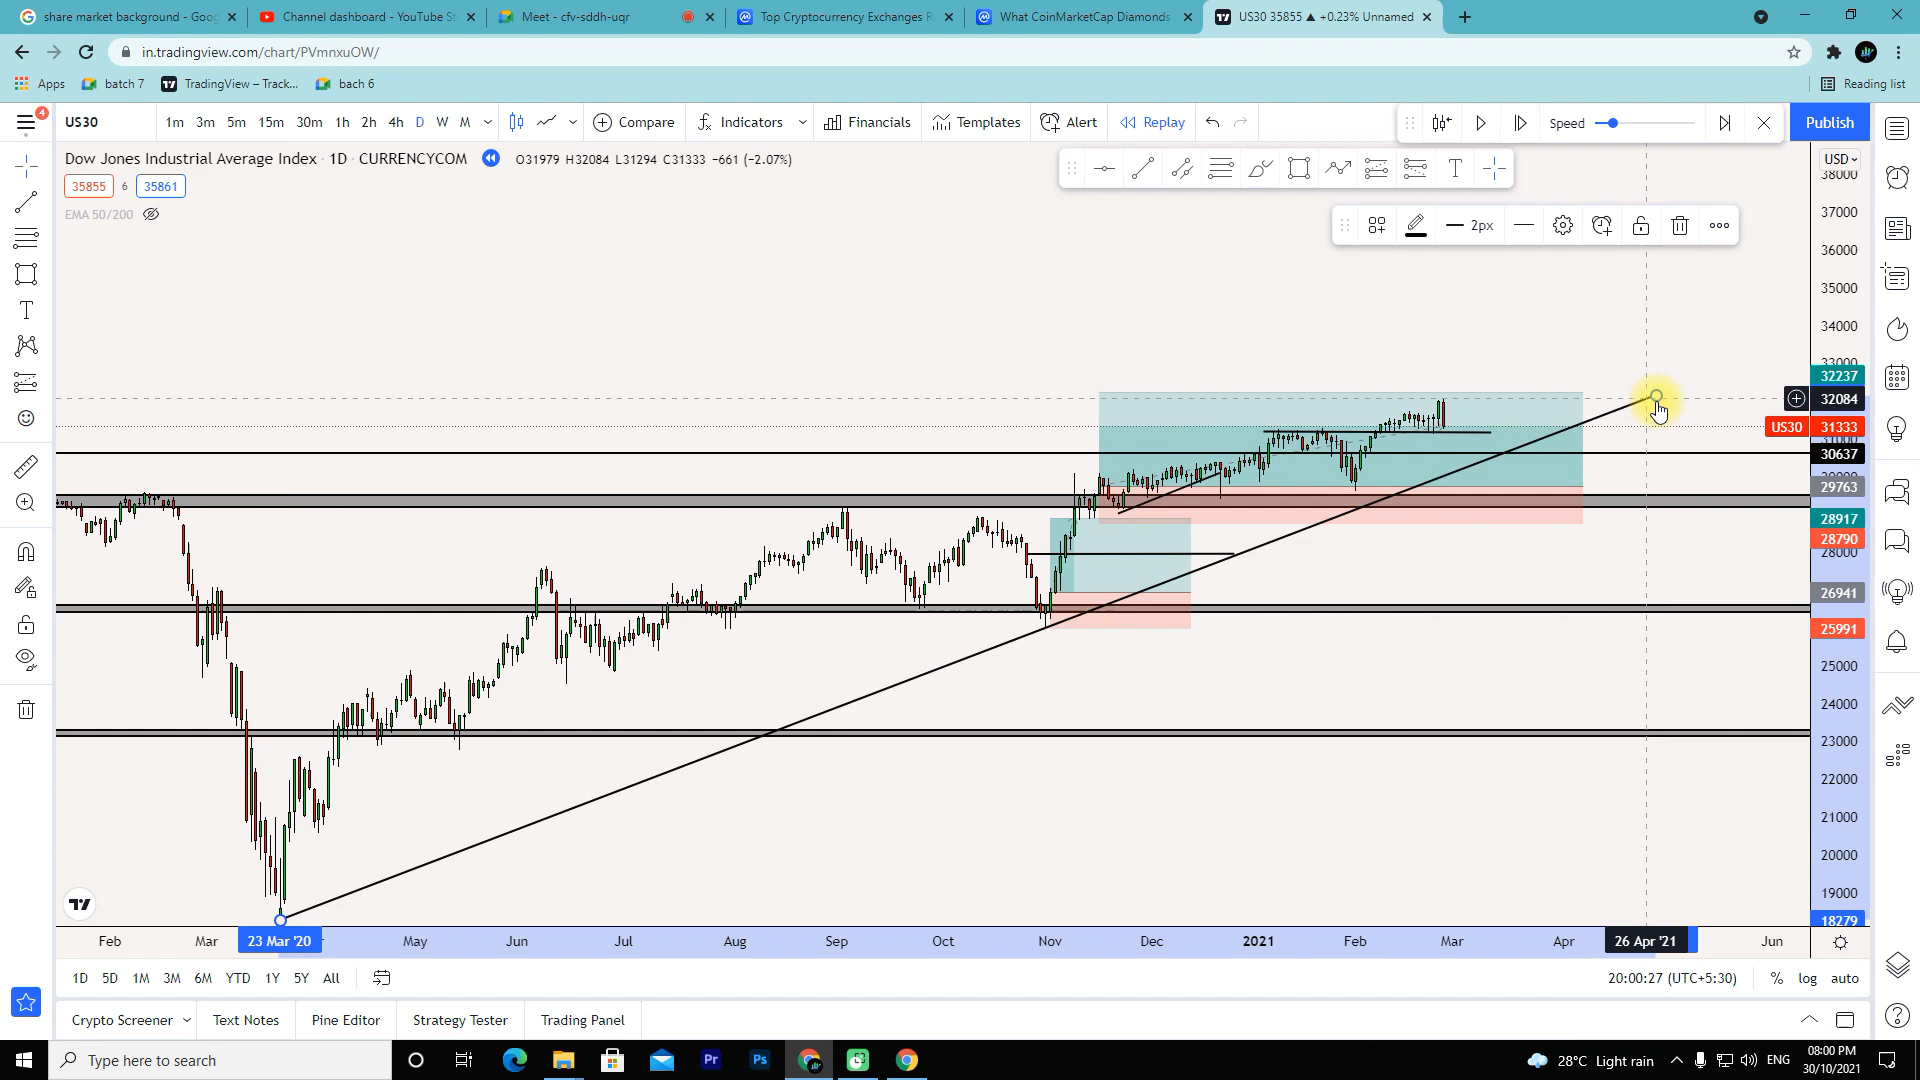 share market background - Goo
Channel dashboard - YouTube St
Meet - cfv-sddh-uqr
Top Cryptocurrency Exchanges R
What CoinMarketCap Diamonds
US30 35855 ▲ +0.23% Unnamed
in.tradingview.com/chart/PVmnxuOW/
Apps
batch 7
TradingView – Track...
bach 6
Reading list
4
US30
1m 3m 5m 15m 30m 1h 2h 4h D W M
Compare
Indicators
Financials
Templates
Alert
Replay
Speed
Publish
Dow Jones Industrial Average Index · 1D · CURRENCYCOM
O31979 H32084 L31294 C31333 −661 (−2.07%)
USD
35855 6 35861
EMA 50/200
2px
38000
37000
36000
35000
34000
33000
32237
32084
US30 31333
31000
30637
30000
29763
28917
28790
28000
26941
25991
25000
24000
23000
22000
21000
20000
19000
18279
Feb Mar 23 Mar '20 May Jun Jul Aug Sep Oct Nov Dec 2021 Feb Mar Apr 26 Apr '21 Jun
1D 5D 1M 3M 6M YTD 1Y 5Y All
20:00:27 (UTC+5:30)
% log auto
Crypto Screener
Text Notes
Pine Editor
Strategy Tester
Trading Panel
Type here to search
Pr
Ps
28°C Light rain
ENG
08:00 PM
30/10/2021